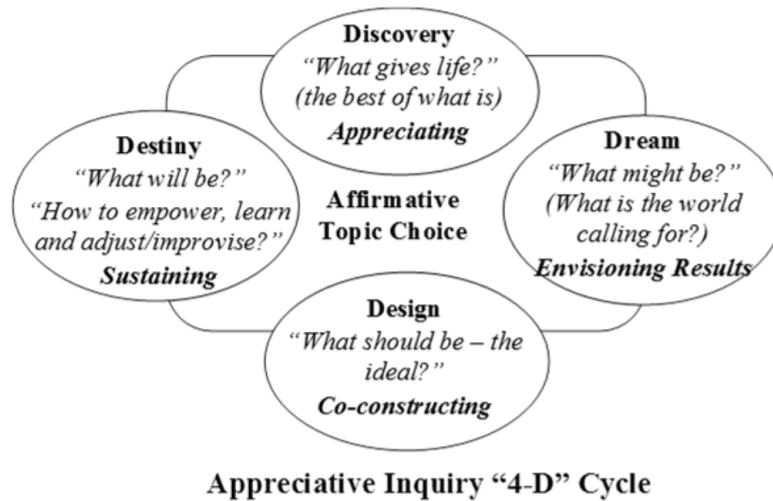 Discovery
“What gives life?”
(the best of what is)
Appreciating
Destiny
“What will be?”
“How to empower, learn
and adjust/improvise?”
Sustaining
Affirmative
Topic Choice
Dream
“What might be?”
(What is the world
calling for?)
Envisioning Results
Design
“What should be – the
ideal?”
Co-constructing
Appreciative Inquiry “4-D” Cycle